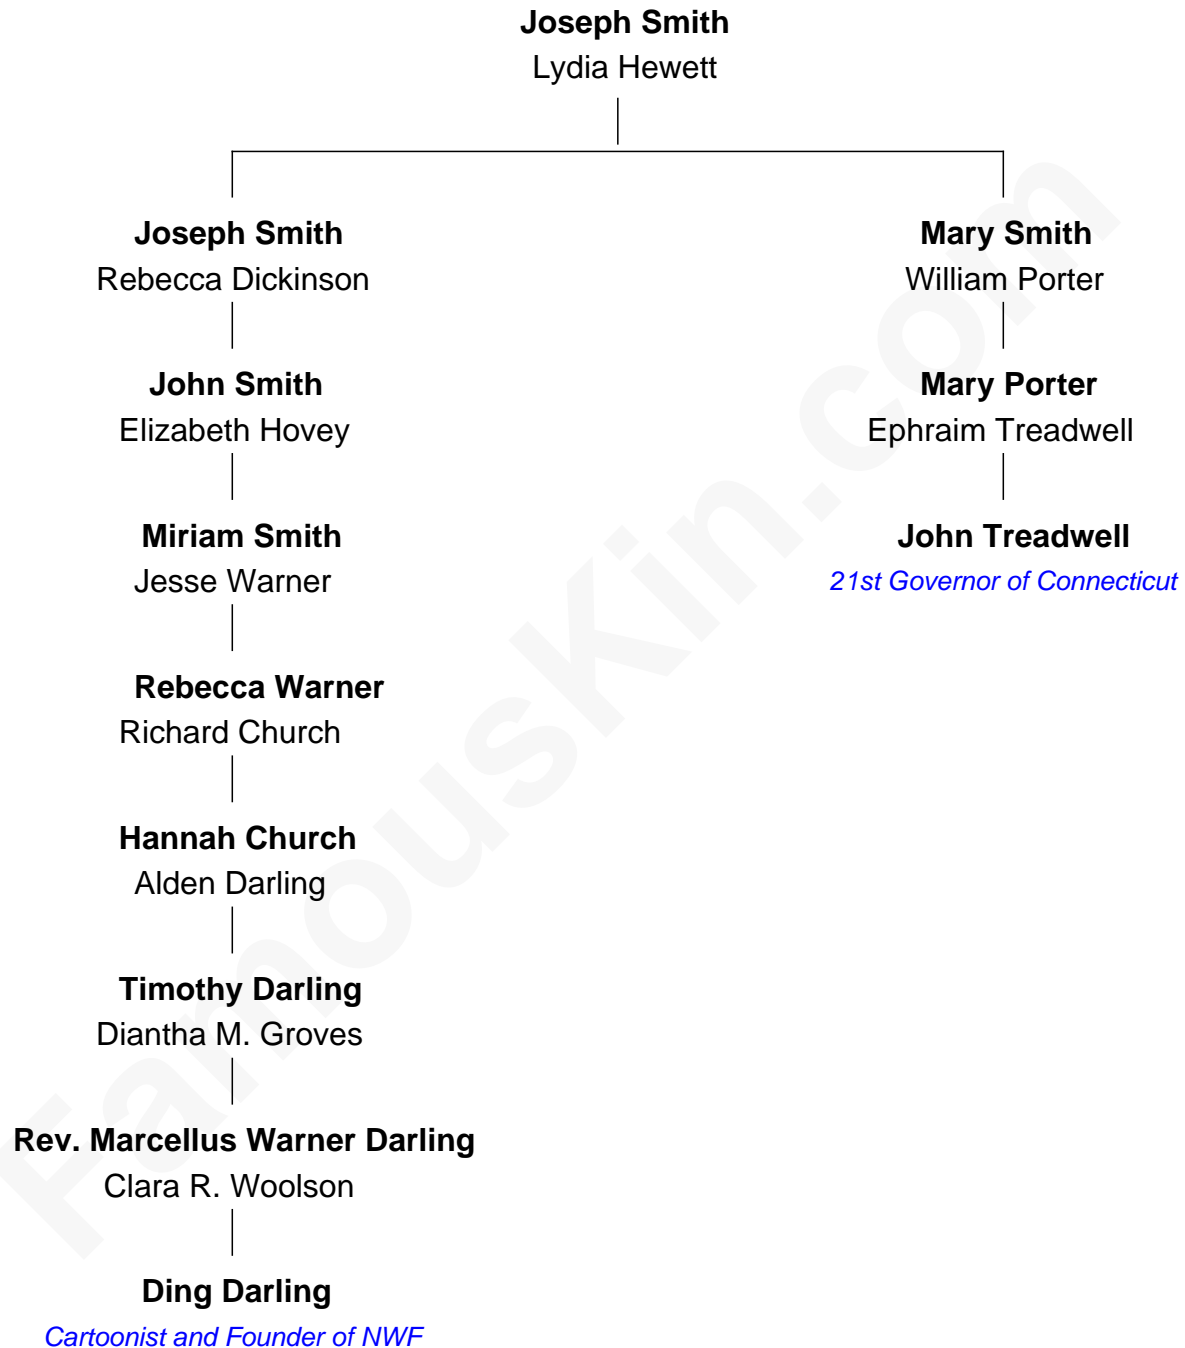 Joseph Smith
Lydia Hewett
Joseph Smith
Rebecca Dickinson
Mary Smith
William Porter
John Smith
Elizabeth Hovey
Mary Porter
Ephraim Treadwell
Miriam Smith
Jesse Warner
John Treadwell
21st Governor of Connecticut
Rebecca Warner
Richard Church
Hannah Church
Alden Darling
Timothy Darling
Diantha M. Groves
Rev. Marcellus Warner Darling
Clara R. Woolson
Ding Darling
Cartoonist and Founder of NWF
FamousKin.com